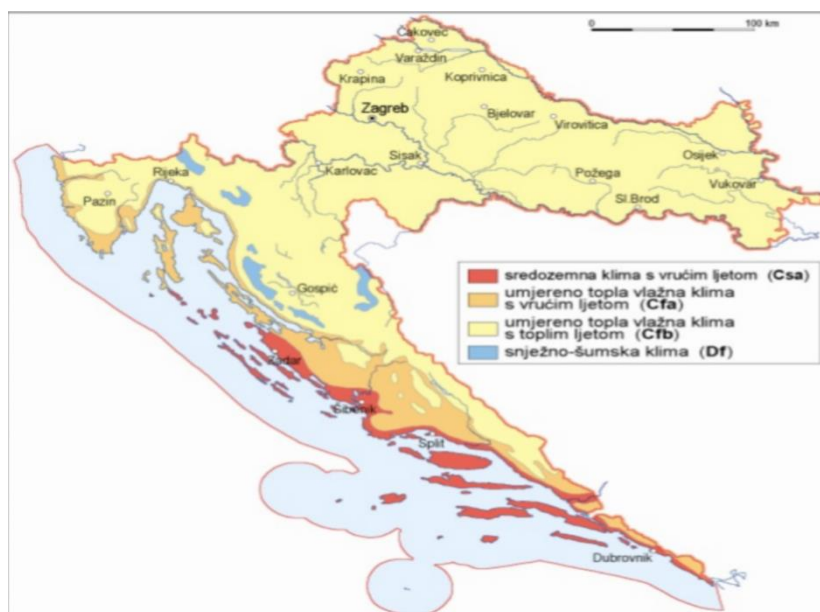 0 100 km
Čakovec
Varaždin
Krapina
Koprivnica
Zagreb
Bjelovar
Virovitica
Rijeka
Karlovac
Sisak
Osijek
Požega
Vukovar
Pazin
Sl.Brod
Gospić
sredozemna klima s vrućim ljetom (Csa)
umjereno topla vlažna klima
s vrućim ljetom (Cfa)
umjereno topla vlažna klima
s toplim ljetom (Cfb)
snježno-šumska klima (Df)
Zadar
Šibenik
Split
Dubrovnik